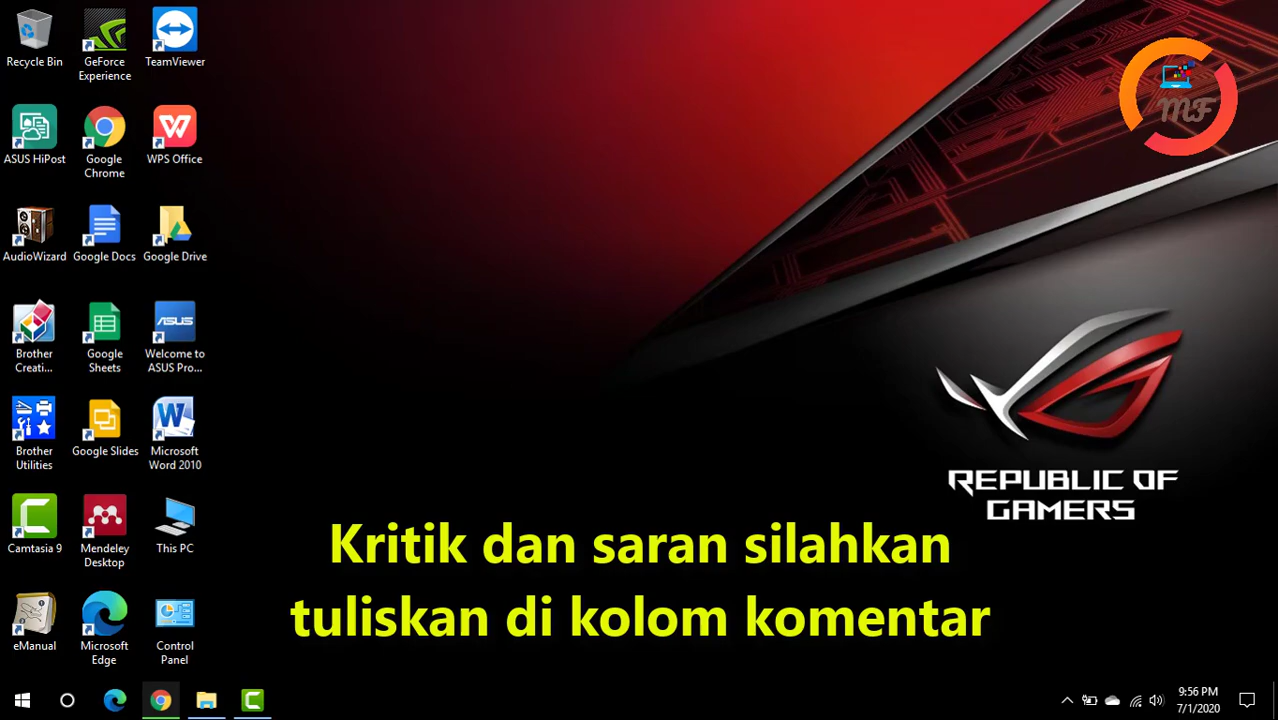 Recycle Bin
GeForce
Experience
TeamViewer
ASUS HiPost
Google
Chrome
WPS Office
AudioWizard
Google Docs
Google Drive
Brother
Creati...
Google
Sheets
Welcome to
ASUS Pro...
Brother
Utilities
Google Slides
Microsoft
Word 2010
Camtasia 9
Mendeley
Desktop
This PC
eManual
Microsoft
Edge
Control
Panel
MF
ASUS
REPUBLIC OF
GAMERS
Kritik dan saran silahkan
tuliskan di kolom komentar
9:56 PM
7/1/2020